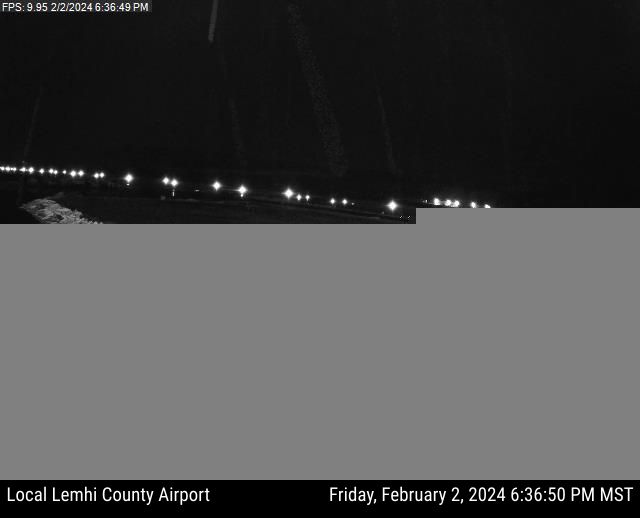 FPS: 9.95 2/2/2024 6:36:49 PM
Local Lemhi County Airport Friday, February 2, 2024 6:36:50 PM MST